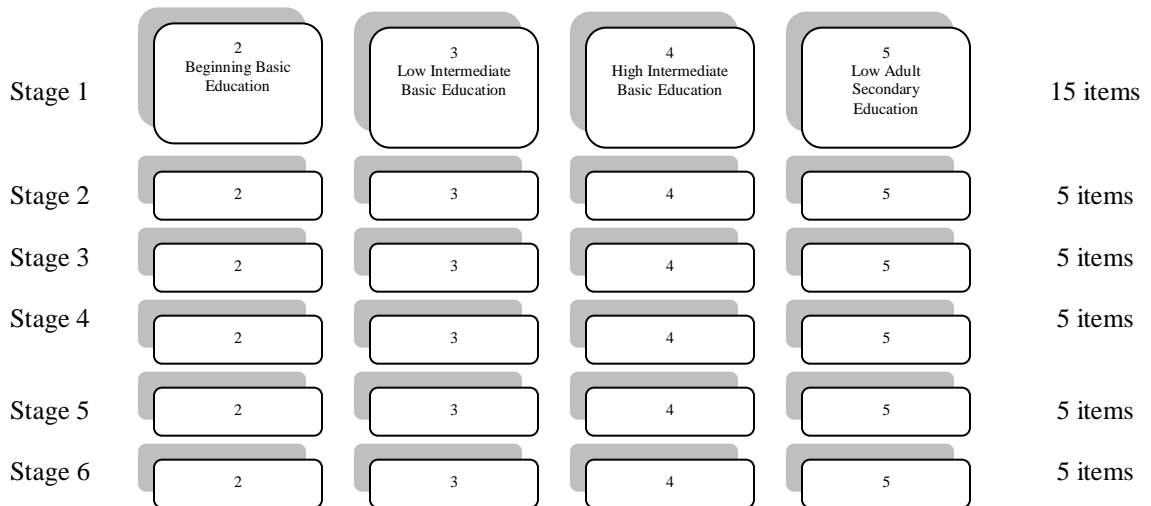 Stage 1
2
Beginning Basic
Education
3
Low Intermediate
Basic Education
4
High Intermediate
Basic Education
5
Low Adult
Secondary
Education
15 items
Stage 2
2
3
4
5
5 items
Stage 3
2
3
4
5
5 items
Stage 4
2
3
4
5
5 items
Stage 5
2
3
4
5
5 items
Stage 6
2
3
4
5
5 items